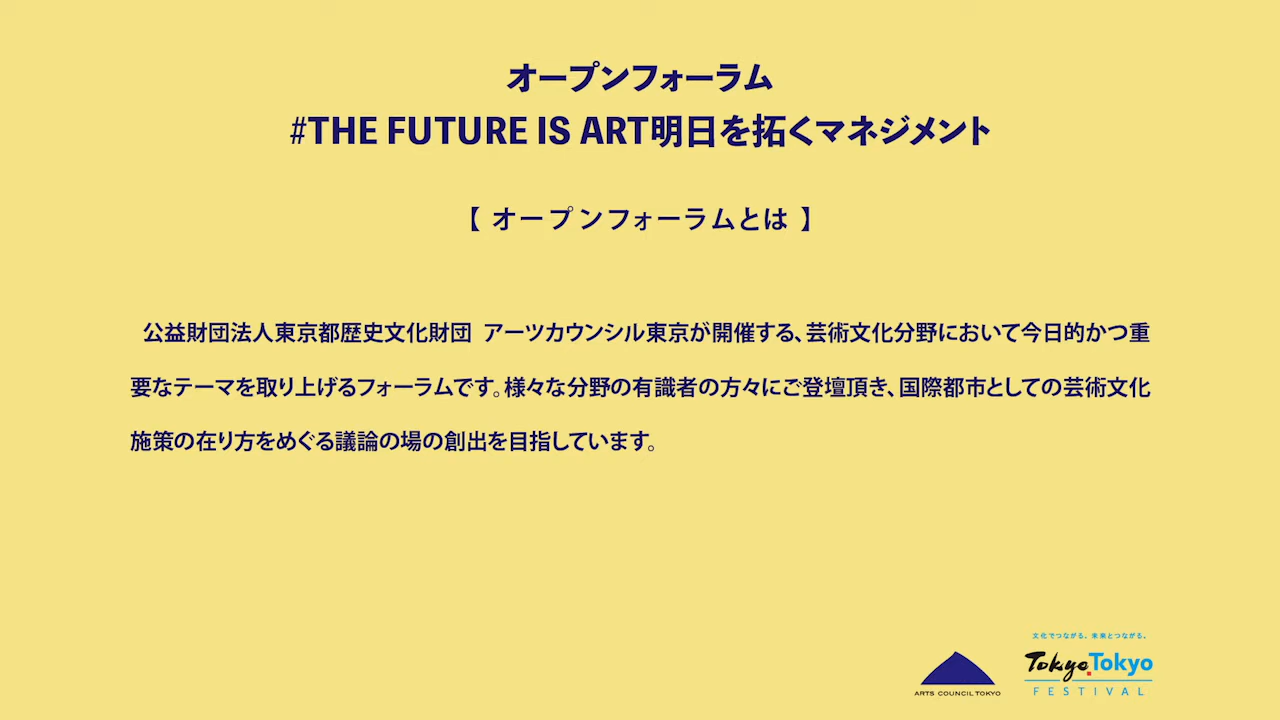 オープンフォーラム
#THE FUTURE IS ART明日を拓くマネジメント
【 オープンフォーラムとは 】
公益財団法人東京都歴史文化財団 アーツカウンシル東京が開催する、芸術文化分野において今日的かつ重
要なテーマを取り上げるフォーラムです。様々な分野の有識者の方々にご登壇頂き、国際都市としての芸術文化
施策の在り方をめぐる議論の場の創出を目指しています。
文化でつながる。未来とつながる。
Tokyo Tokyo
FESTIVAL
ARTS COUNCIL TOKYO